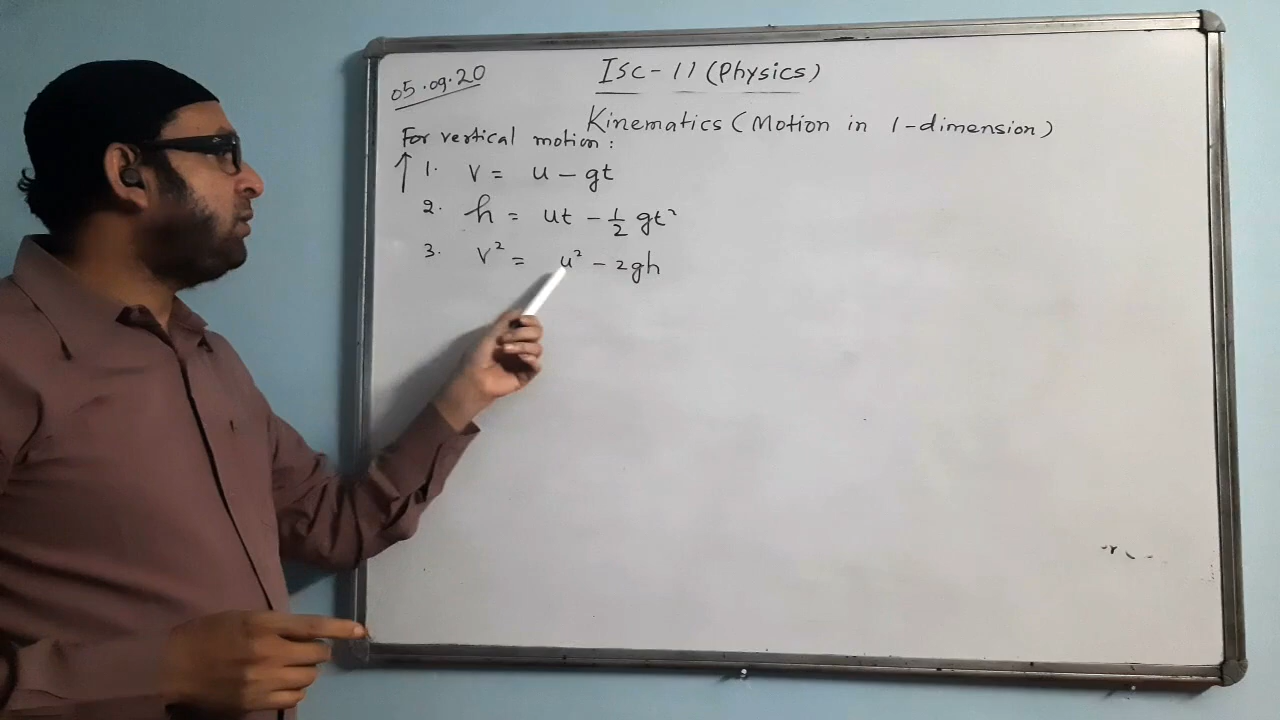 05.09.20
ISC-11 (Physics)
Kinematics (Motion in 1-dimension)
For vertical motion:
↑ 1. v = u - gt
2. h = ut - 1/2 gt²
3. v² = u² - 2gh